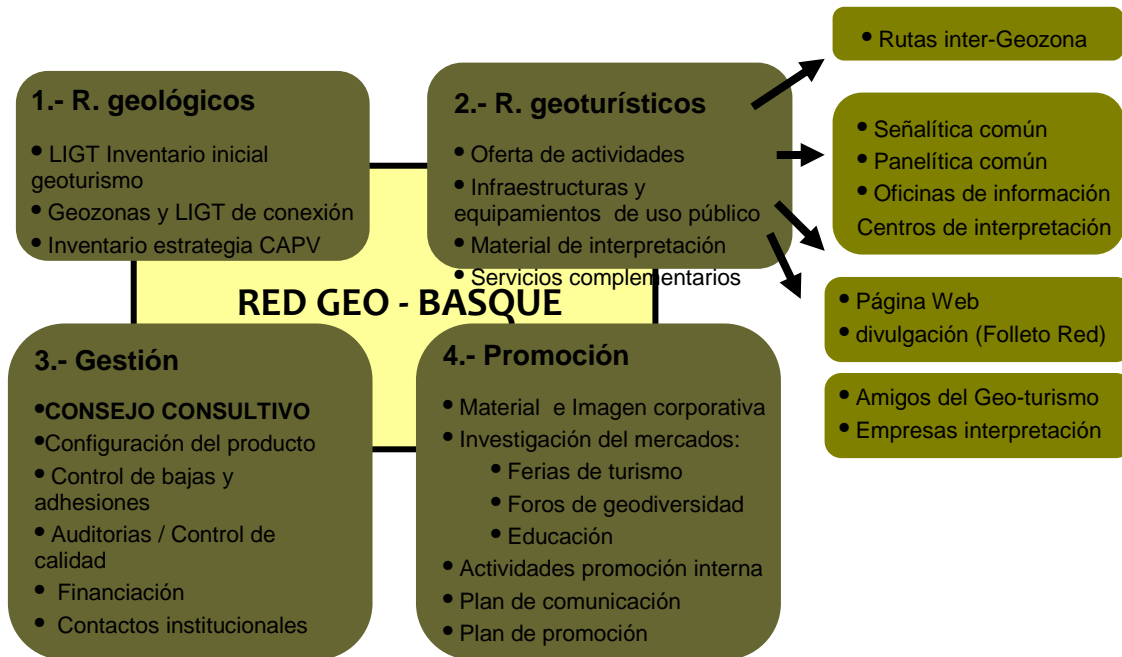 1.- R. geológicos
• LIGT Inventario inicial
geoturismo
• Geozonas y LIGT de conexión
• Inventario estrategia CAPV
2.- R. geoturísticos
• Oferta de actividades
• Infraestructuras y
equipamientos de uso público
• Material de interpretación
• Servicios complementarios
• Rutas inter-Geozona
• Señalítica común
• Panelítica común
• Oficinas de información
Centros de interpretación
• Página Web
• divulgación (Folleto Red)
• Amigos del Geo-turismo
• Empresas interpretación
RED GEO - BASQUE
3.- Gestión
•CONSEJO CONSULTIVO
•Configuración del producto
• Control de bajas y
adhesiones
• Auditorias / Control de
calidad
• Financiación
• Contactos institucionales
4.- Promoción
• Material e Imagen corporativa
• Investigación del mercados:
• Ferias de turismo
• Foros de geodiversidad
• Educación
• Actividades promoción interna
• Plan de comunicación
• Plan de promoción